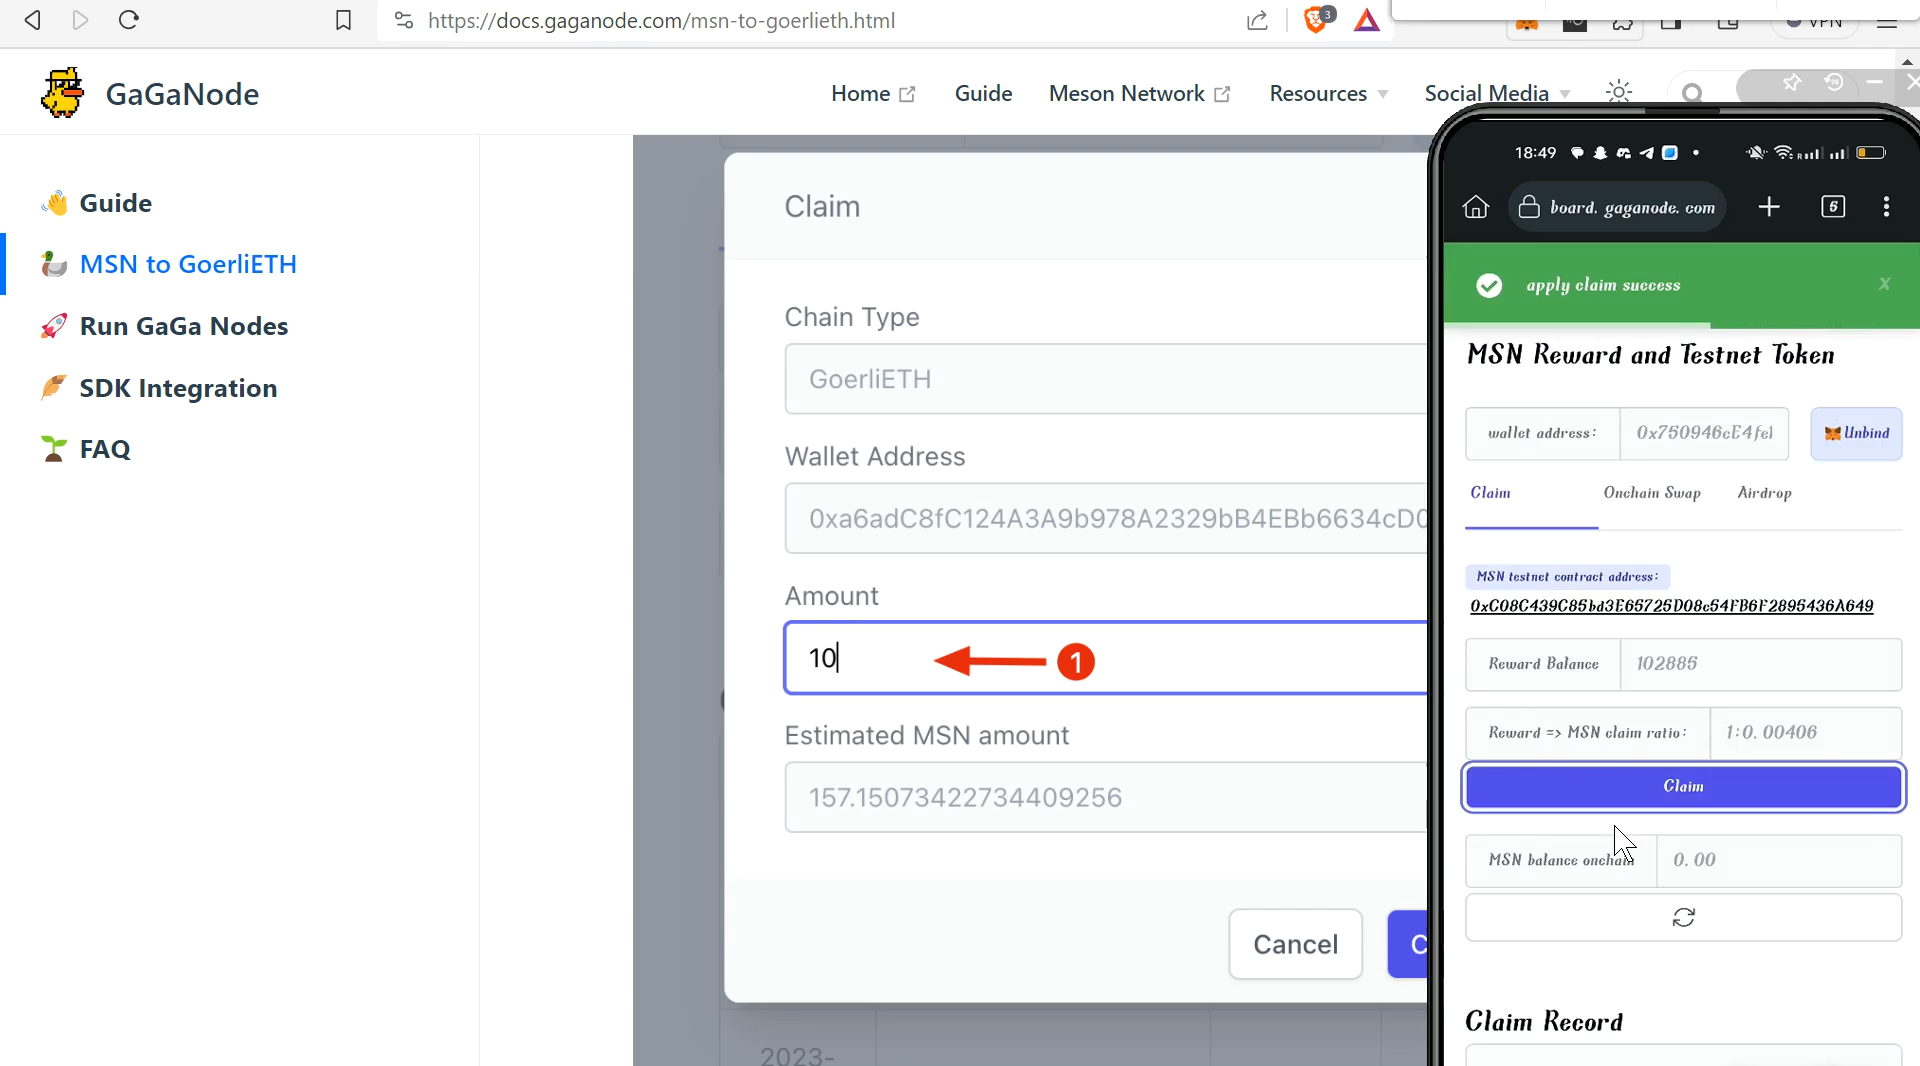 https://docs.gaganode.com/msn-to-goerlieth.html
3
VPN
GaGaNode
Home
Guide
Meson Network
Resources
Social Media
Guide
MSN to GoerliETH
Run GaGa Nodes
SDK Integration
FAQ
Claim
Chain Type
GoerliETH
Wallet Address
0xa6adC8fC124A3A9b978A2329bB4EBb6634cD0
Amount
10
1
Estimated MSN amount
157.15073422734409256
Cancel
C
2023-
18:49
board.gaganode.com
6
apply claim success
x
MSN Reward and Testnet Token
wallet address:
0x750946cE4fe1
Unbind
Claim
Onchain Swap
Airdrop
MSN testnet contract address:
0xC08C439C85bd3E65725D08c54FB6F2895436A649
Reward Balance
102885
Reward => MSN claim ratio:
1:0.00406
Claim
MSN balance onchain
0.00
Claim Record